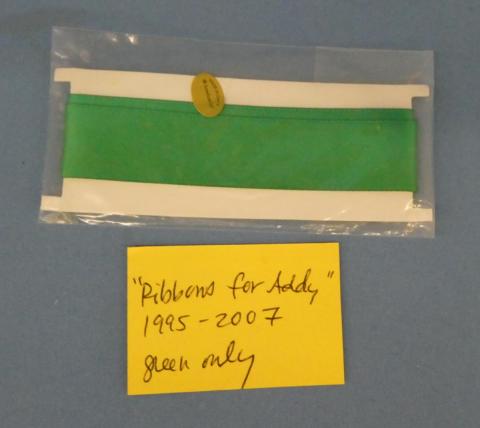 "Ribbons for Addy"
1995-2007
green only